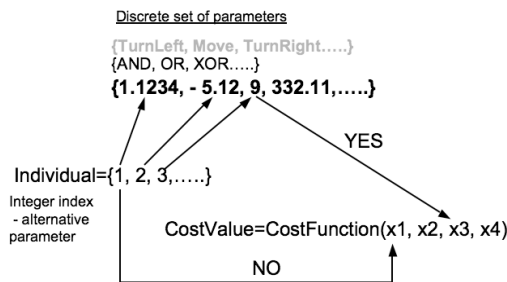 Discrete set of parameters
{TurnLeft, Move, TurnRight.....}
{AND, OR, XOR.....}
{1.1234, - 5.12, 9, 332.11,.....}
YES
Individual={1, 2, 3,.....}
Integer index
- alternative
parameter
CostValue=CostFunction(x1, x2, x3, x4)
NO